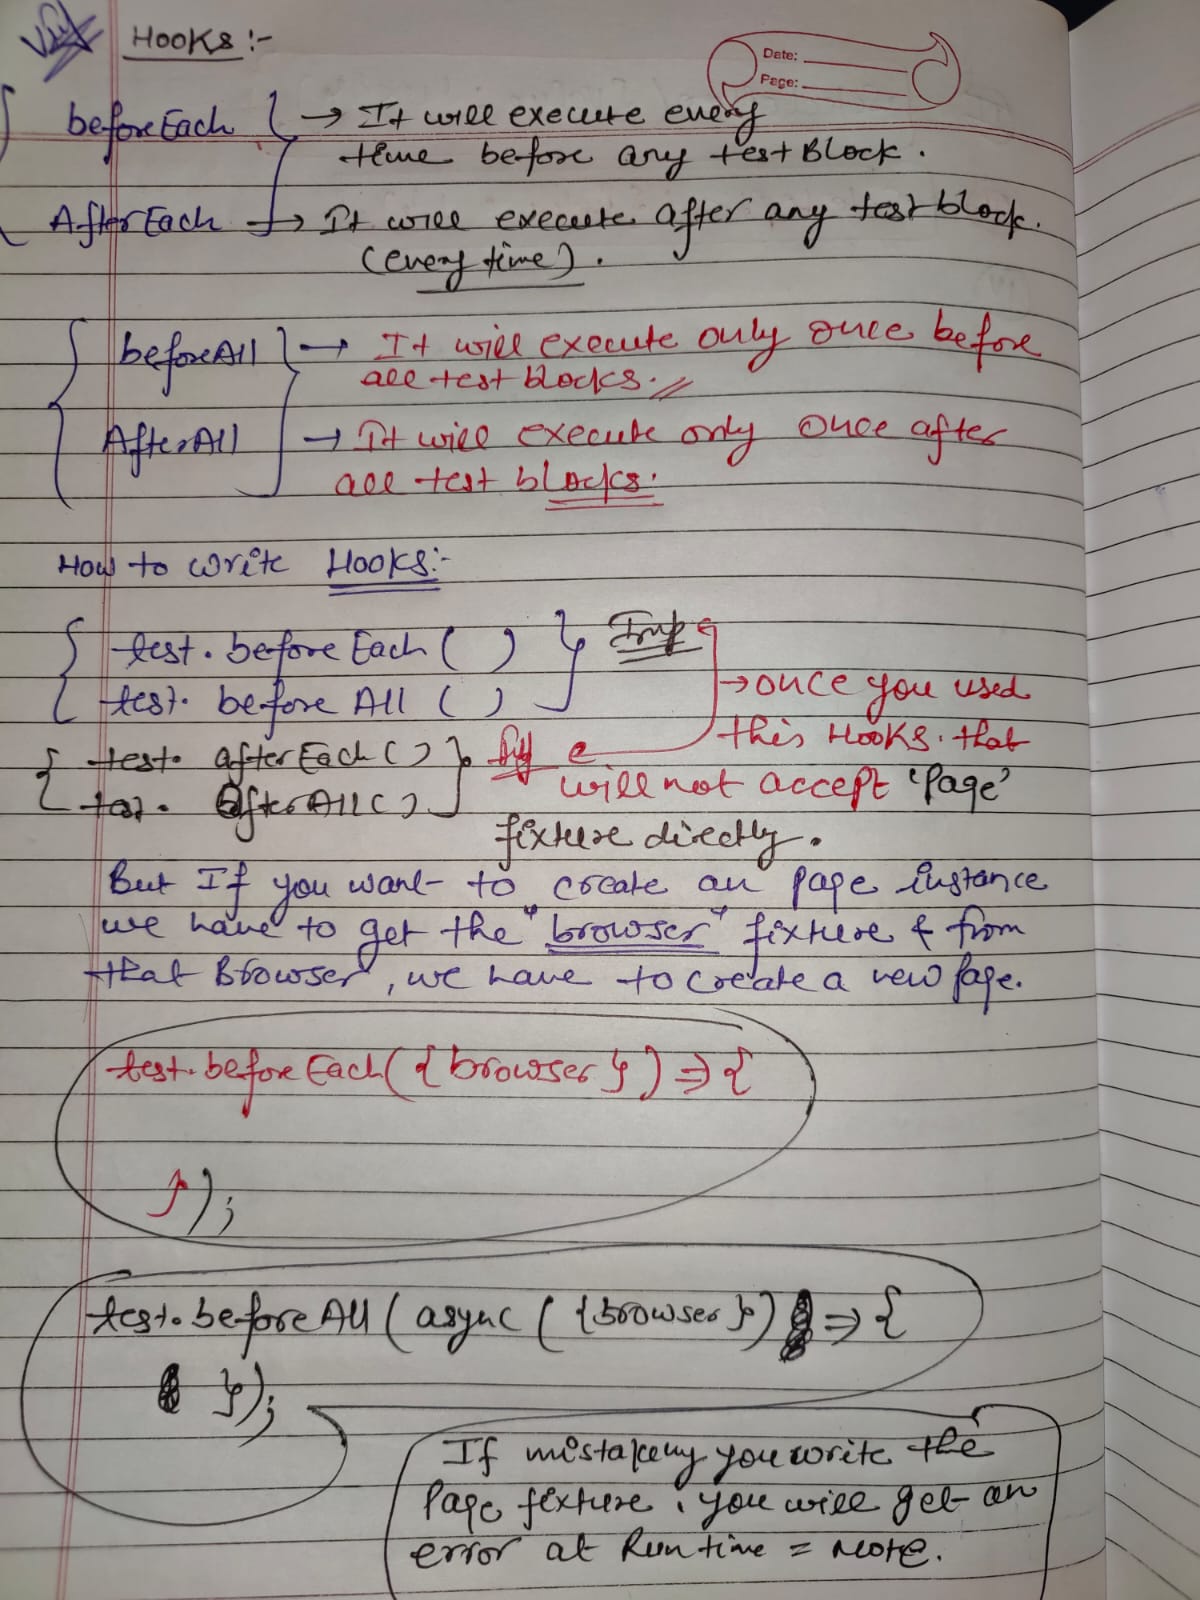 HOOKS :-
Date:
Page:
beforeEach } → It will execute every
time before any testBlock.
AfterEach → It will execute after any test block.
(every time).
{ beforeAll } → It will execute only once before
all test blocks.
AfterAll → It will execute only once after
all test blocks.
How to write Hooks:-
{ test. beforeEach ( ) } Imp
test. before All ( )
→ once you used
this Hooks. that
{ test. afterEach ( ) }
will not accept 'Page'
test. AfterAll ( )
fixture directly.
But If you want to create an page instance
we have to get the "browser" fixture & from
that Browser, we have to create a new page.
test. before Each ( { browser } ) => {
});
test. before All ( async ( { browser } ) => {
});
If mistakenly you write the
Page fixture, you will get an
error at Run time = Note.